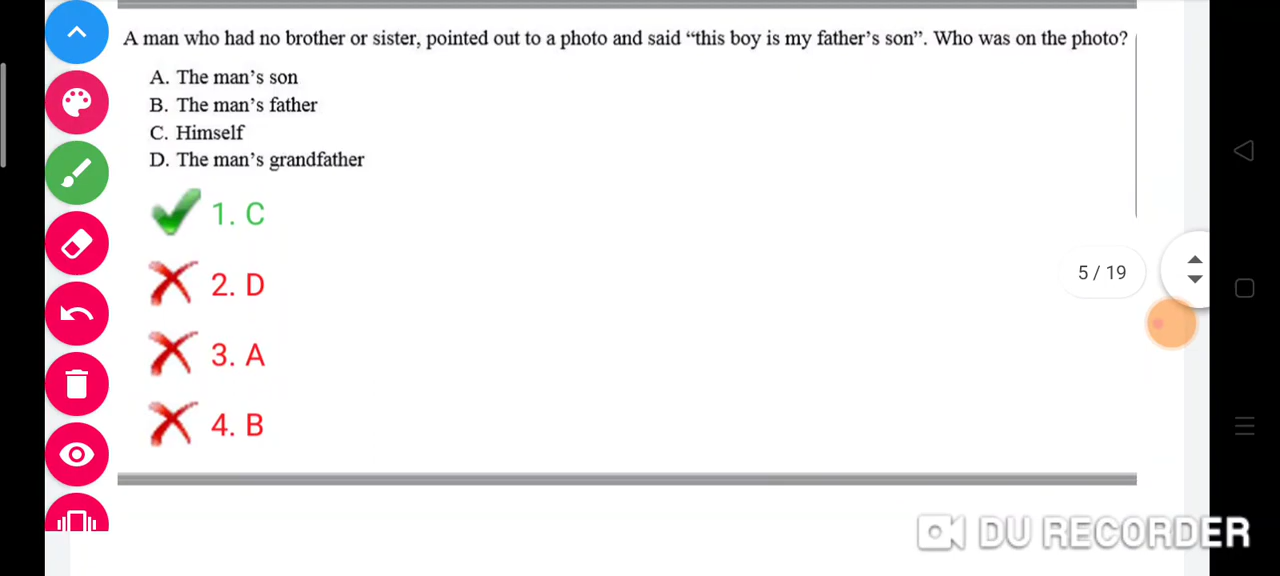 A man who had no brother or sister, pointed out to a photo and said “this boy is my father’s son”. Who was on the photo?
A. The man’s son
B. The man’s father
C. Himself
D. The man’s grandfather
1. C
2. D
3. A
4. B
5 / 19
DU RECORDER